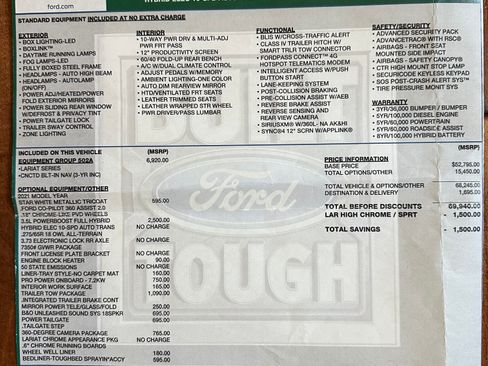 ford.com
STANDARD EQUIPMENT INCLUDED AT NO EXTRA CHARGE
EXTERIOR
• BOX LIGHTING-LED
• BOXLINK™
• DAYTIME RUNNING LAMPS
• FOG LAMPS-LED
• FULLY BOXED STEEL FRAME
• HEADLAMPS - AUTO HIGH BEAM
• HEADLAMPS - AUTOLAMP
(ON/OFF)
• POWER ADJ/HEATED/POWER
FOLD EXTERIOR MIRRORS
• POWER SLIDING REAR WINDOW
W/DEFROST & PRIVACY TINT
• POWER TAILGATE LOCK
• TRAILER SWAY CONTROL
• ZONE LIGHTING
INTERIOR
• 10-WAY PWR DRV & MULTI-ADJ
PWR FRT PASS
• 12" PRODUCTIVITY SCREEN
• 60/40 FOLD-UP REAR BENCH
• A/C W/DUAL CLIMATE CONTROL
• ADJUST PEDALS W/MEMORY
• AMBIENT LIGHTING-ONE COLOR
• AUTO DIM REARVIEW MIRROR
• HTD/VENTILATED FRT SEATS
• LEATHER TRIMMED SEATS
• LEATHER WRAPPED STR WHEEL
• PWR DRIVER/PASS LUMBAR
FUNCTIONAL
• BLIS W/CROSS-TRAFFIC ALERT
• CLASS IV TRAILER HITCH W/
SMART TRLR TOW CONNECTOR
• FORDPASS CONNECT™ 4G
HOTSPOT TELEMATICS MODEM
• INTELLIGENT ACCESS W/PUSH
BUTTON START
• LANE-KEEPING SYSTEM
• POST-COLLISION BRAKING
• PRE-COLLISION ASSIST W/AEB
• REVERSE BRAKE ASSIST
• REVERSE SENSING AND
REAR VIEW CAMERA
• SIRIUSXM® W/360L, NA AK&HI
• SYNC®4 12" SCRN W/APPLINK®
SAFETY/SECURITY
• ADVANCED SECURITY PACK
• ADVANCETRAC® WITH RSC®
• AIRBAGS - FRONT SEAT
MOUNTED SIDE IMPACT
• AIRBAGS - SAFETY CANOPY®
• CTR HIGH MOUNT STOP LAMP
• SECURICODE KEYLESS KEYPAD
• SOS POST-CRASH ALERT SYS™
• TIRE PRESSURE MONIT SYS
WARRANTY
• 3YR/36,000 BUMPER / BUMPER
• 5YR/100,000 DIESEL ENGINE
• 5YR/60,000 POWERTRAIN
• 5YR/60,000 ROADSIDE ASSIST
• 8YR/100,000 HYBRID BATTERY
INCLUDED ON THIS VEHICLE (MSRP)
EQUIPMENT GROUP 502A 6,920.00
•LARIAT SERIES
•CNCTD BLT-IN NAV (3-YR INC)
OPTIONAL EQUIPMENT/OTHER
2021 MODEL YEAR
STAR WHITE METALLIC TRICOAT 595.00
.FORD CO-PILOT 360 ASSIST 2.0
.18" CHROME-LIKE PVD WHEELS
3.5L POWERBOOST FULL HYBRID 2,500.00
HYBRID ELEC 10-SPD AUTO TRANS NO CHARGE
.275/65R 18 OWL ALL-TERRAIN
3.73 ELECTRONIC LOCK RR AXLE NO CHARGE
7350# GVWR PACKAGE
FRONT LICENSE PLATE BRACKET NO CHARGE
ENGINE BLOCK HEATER 90.00
50 STATE EMISSIONS NO CHARGE
LINER-TRAY STYLE-NO CARPET MAT 160.00
PRO POWER ONBOARD - 7.2KW 750.00
INTERIOR WORK SURFACE 165.00
TRAILER TOW PACKAGE 1,090.00
.INTEGRATED TRAILER BRAKE CONT
MIRROR POWER TELE/GLASS/FOLD 250.00
B&O UNLEASHED SOUND SYS 18SPKR 695.00
POWER TAILGATE 695.00
.TAILGATE STEP
360-DEGREE CAMERA PACKAGE 765.00
LARIAT CHROME APPEARANCE PKG NO CHARGE
.6" CHROME RUNNING BOARDS
WHEEL WELL LINER 180.00
BEDLINER-TOUGHBED SPRAYIN*ACCY 595.00
PRICE INFORMATION (MSRP)
BASE PRICE $52,795.00
TOTAL OPTIONS/OTHER 15,450.00
TOTAL VEHICLE & OPTIONS/OTHER 68,245.00
DESTINATION & DELIVERY 1,695.00
TOTAL BEFORE DISCOUNTS 69,940.00
LAR HIGH CHROME / SPRT - 1,500.00
TOTAL SAVINGS - 1,500.00
BUILT
Ford
TOUGH